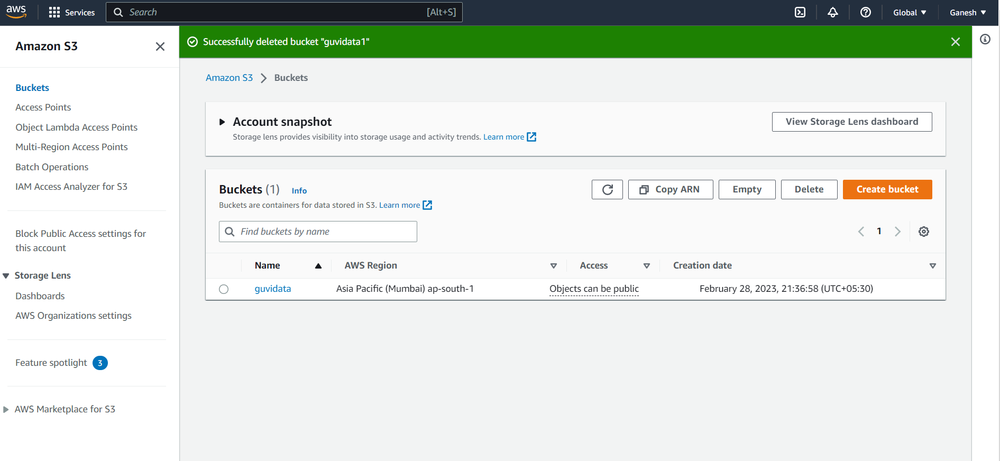 aws
Services
Search
[Alt+S]
Global
Ganesh
Amazon S3
Buckets
Access Points
Object Lambda Access Points
Multi-Region Access Points
Batch Operations
IAM Access Analyzer for S3
Block Public Access settings for
this account
Storage Lens
Dashboards
AWS Organizations settings
Feature spotlight 3
AWS Marketplace for S3
Successfully deleted bucket "guvidata1"
Amazon S3 Buckets
Account snapshot
Storage lens provides visibility into storage usage and activity trends. Learn more
View Storage Lens dashboard
Buckets (1) Info
Buckets are containers for data stored in S3. Learn more
Copy ARN
Empty
Delete
Create bucket
Find buckets by name
1
Name AWS Region Access Creation date
guvidata Asia Pacific (Mumbai) ap-south-1 Objects can be public February 28, 2023, 21:36:58 (UTC+05:30)